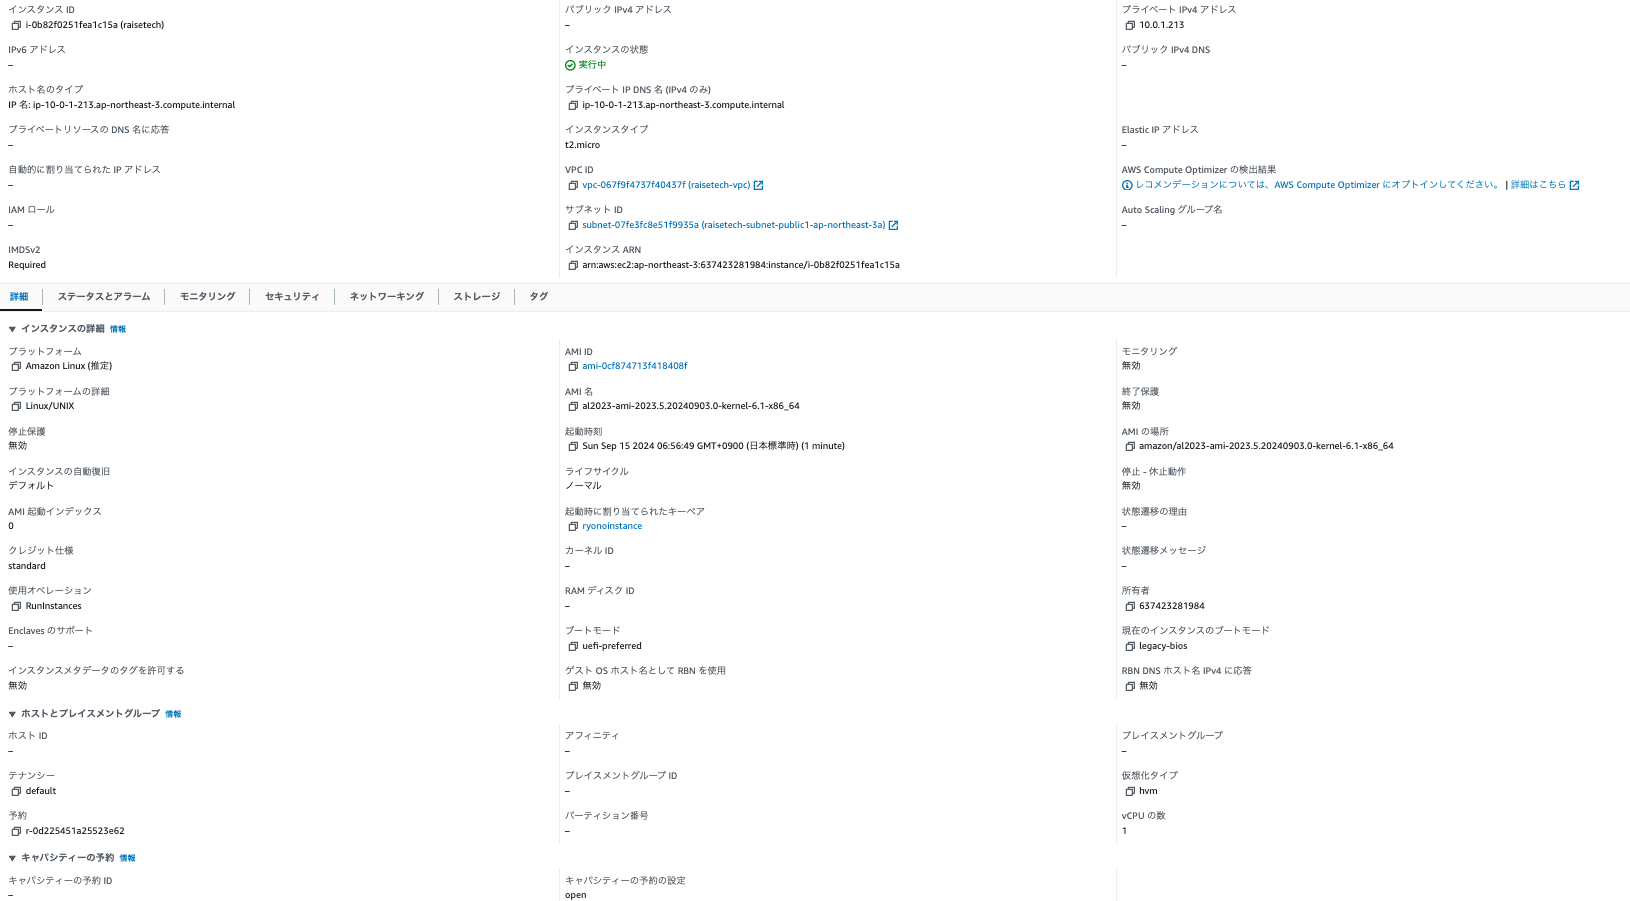 インスタンス ID
i-0b82f0251fea1c15a (raisetech)
パブリック IPv4 アドレス
–
プライベート IPv4 アドレス
10.0.1.213
IPv6 アドレス
–
インスタンスの状態
実行中
パブリック IPv4 DNS
–
ホスト名のタイプ
IP 名: ip-10-0-1-213.ap-northeast-3.compute.internal
プライベート IP DNS 名 (IPv4 のみ)
ip-10-0-1-213.ap-northeast-3.compute.internal
プライベートリソースの DNS 名に応答
–
インスタンスタイプ
t2.micro
Elastic IP アドレス
–
自動的に割り当てられた IP アドレス
–
VPC ID
vpc-067f9f4737f40437f (raisetech-vpc)
AWS Compute Optimizer の検出結果
レコメンデーションについては、AWS Compute Optimizer にオプトインしてください。 | 詳細はこちら
IAM ロール
–
サブネット ID
subnet-07fe3fc8e51f9935a (raisetech-subnet-public1-ap-northeast-3a)
Auto Scaling グループ名
–
IMDSv2
Required
インスタンス ARN
arn:aws:ec2:ap-northeast-3:637423281984:instance/i-0b82f0251fea1c15a
詳細 ステータスとアラーム モニタリング セキュリティ ネットワーキング ストレージ タグ
インスタンスの詳細 情報
プラットフォーム
Amazon Linux (推定)
AMI ID
ami-0cf874713f418408f
モニタリング
無効
プラットフォームの詳細
Linux/UNIX
AMI 名
al2023-ami-2023.5.20240903.0-kernel-6.1-x86_64
終了保護
無効
停止保護
無効
起動時刻
Sun Sep 15 2024 06:56:49 GMT+0900 (日本標準時) (1 minute)
AMI の場所
amazon/al2023-ami-2023.5.20240903.0-kernel-6.1-x86_64
インスタンスの自動復旧
デフォルト
ライフサイクル
ノーマル
停止 - 休止動作
無効
AMI 起動インデックス
0
起動時に割り当てられたキーペア
ryonoinstance
状態遷移の理由
–
クレジット仕様
standard
カーネル ID
–
状態遷移メッセージ
–
使用オペレーション
RunInstances
RAM ディスク ID
–
所有者
637423281984
Enclaves のサポート
–
ブートモード
uefi-preferred
現在のインスタンスのブートモード
legacy-bios
インスタンスメタデータのタグを許可する
無効
ゲスト OS ホスト名として RBN を使用
無効
RBN DNS ホスト名 IPv4 に応答
無効
ホストとプレイスメントグループ 情報
ホスト ID
–
アフィニティ
–
プレイスメントグループ
–
テナンシー
default
プレイスメントグループ ID
–
仮想化タイプ
hvm
予約
r-0d225451a25523e62
パーティション番号
–
vCPU の数
1
キャパシティーの予約 情報
キャパシティーの予約 ID
–
キャパシティーの予約の設定
open